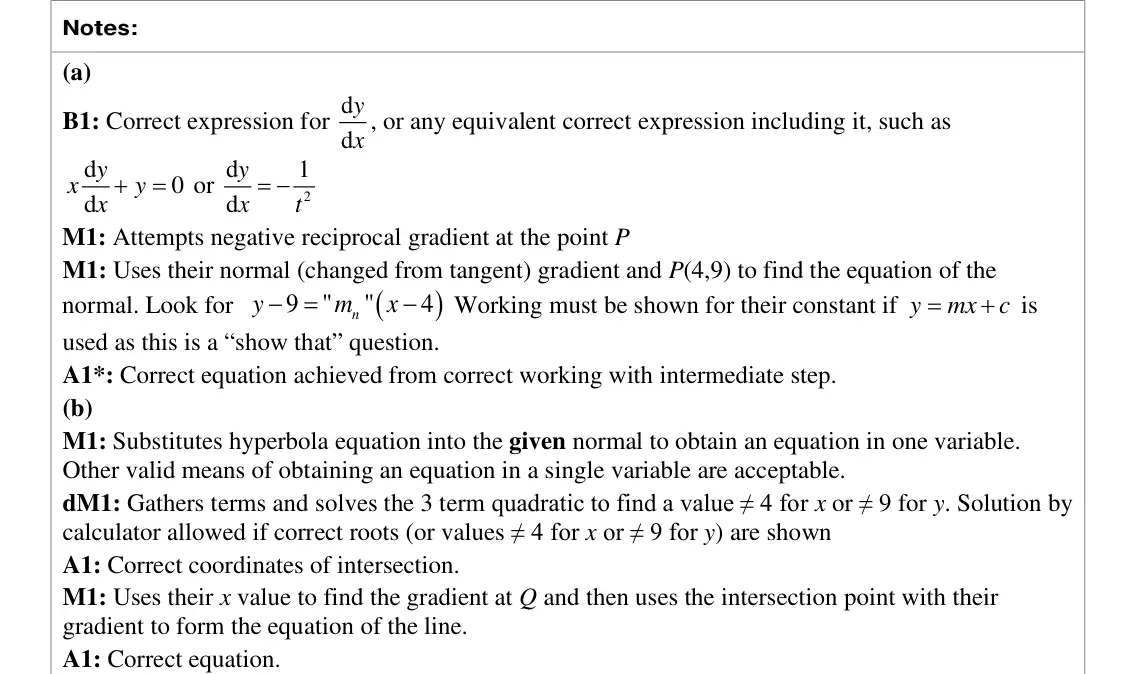 Notes:
(a)
B1: Correct expression for dy/dx, or any equivalent correct expression including it, such as
x dy/dx + y = 0 or dy/dx = −1/t²
M1: Attempts negative reciprocal gradient at the point P
M1: Uses their normal (changed from tangent) gradient and P(4,9) to find the equation of the
normal. Look for y − 9 = "mₙ"(x − 4) Working must be shown for their constant if y = mx + c is
used as this is a “show that” question.
A1*: Correct equation achieved from correct working with intermediate step.
(b)
M1: Substitutes hyperbola equation into the given normal to obtain an equation in one variable.
Other valid means of obtaining an equation in a single variable are acceptable.
dM1: Gathers terms and solves the 3 term quadratic to find a value ≠ 4 for x or ≠ 9 for y. Solution by
calculator allowed if correct roots (or values ≠ 4 for x or ≠ 9 for y) are shown
A1: Correct coordinates of intersection.
M1: Uses their x value to find the gradient at Q and then uses the intersection point with their
gradient to form the equation of the line.
A1: Correct equation.